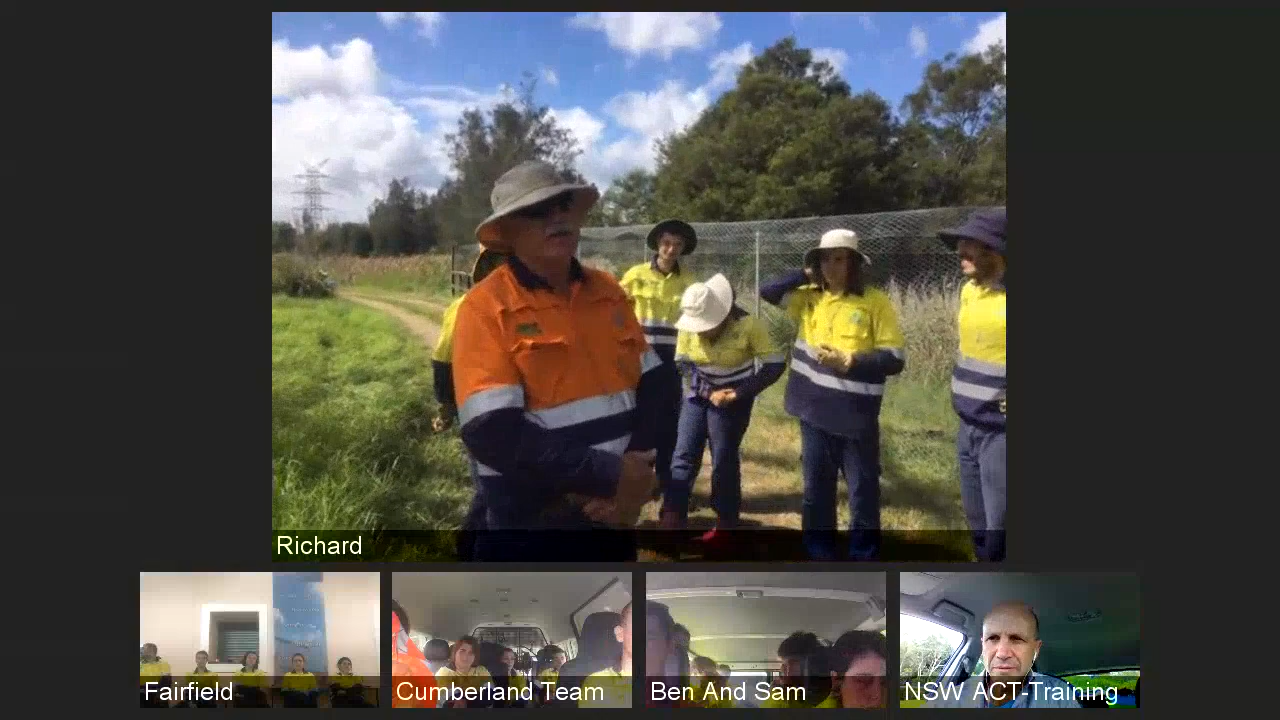 Richard
Fairfield
Cumberland Team
Ben And Sam
NSW ACT-Training